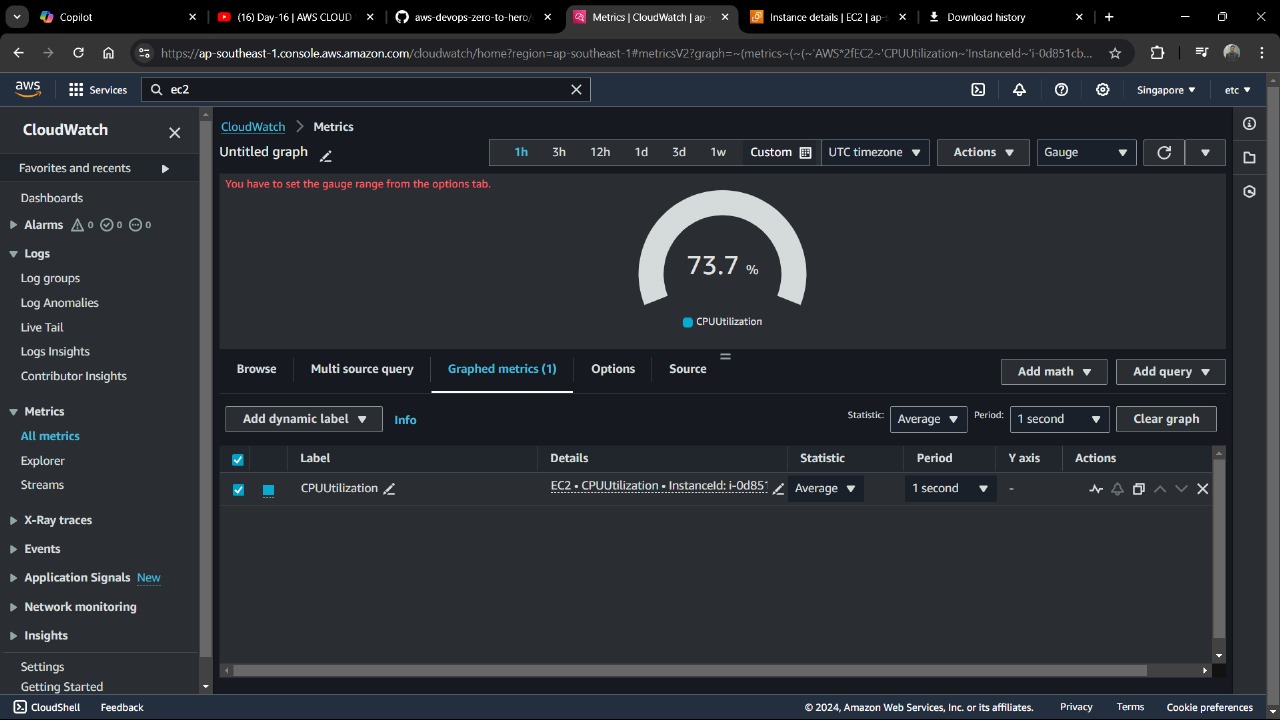 Copilot
(16) Day-16 | AWS CLOUD
aws-devops-zero-to-hero/
Metrics | CloudWatch | ap-
Instance details | EC2 | ap-s
Download history
https://ap-southeast-1.console.aws.amazon.com/cloudwatch/home?region=ap-southeast-1#metricsV2?graph=~(metrics~(~(~'AWS*2fEC2~'CPUUtilization~'InstanceId~'i-0d851cb...
aws
Services
ec2
Singapore
etc
CloudWatch
Favorites and recents
Dashboards
Alarms 0 0 0
Logs
Log groups
Log Anomalies
Live Tail
Logs Insights
Contributor Insights
Metrics
All metrics
Explorer
Streams
X-Ray traces
Events
Application Signals New
Network monitoring
Insights
Settings
Getting Started
CloudWatch > Metrics
Untitled graph
1h 3h 12h 1d 3d 1w Custom UTC timezone Actions Gauge
You have to set the gauge range from the options tab.
73.7 %
CPUUtilization
Browse Multi source query Graphed metrics (1) Options Source Add math Add query
Add dynamic label Info Statistic: Average Period: 1 second Clear graph
Label Details Statistic Period Y axis Actions
CPUUtilization EC2 • CPUUtilization • InstanceId: i-0d851 Average 1 second -
CloudShell Feedback © 2024, Amazon Web Services, Inc. or its affiliates. Privacy Terms Cookie preferences